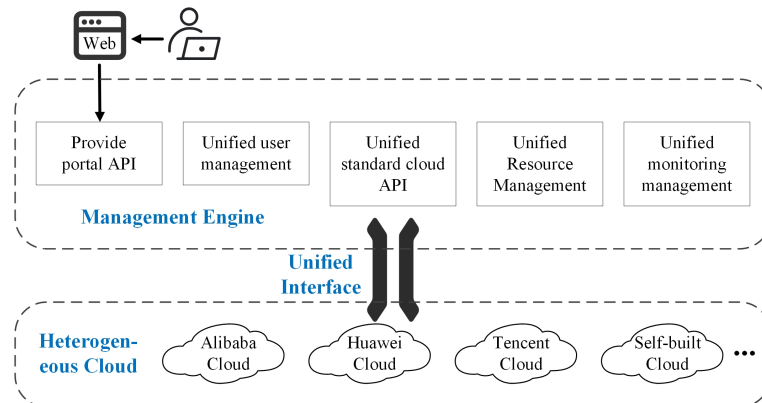 Web
Provide
portal API
Unified user
management
Unified
standard cloud
API
Unified
Resource
Management
Unified
monitoring
management
Management Engine
Unified
Interface
Heterogen-
eous Cloud
Alibaba
Cloud
Huawei
Cloud
Tencent
Cloud
Self-built
Cloud
...